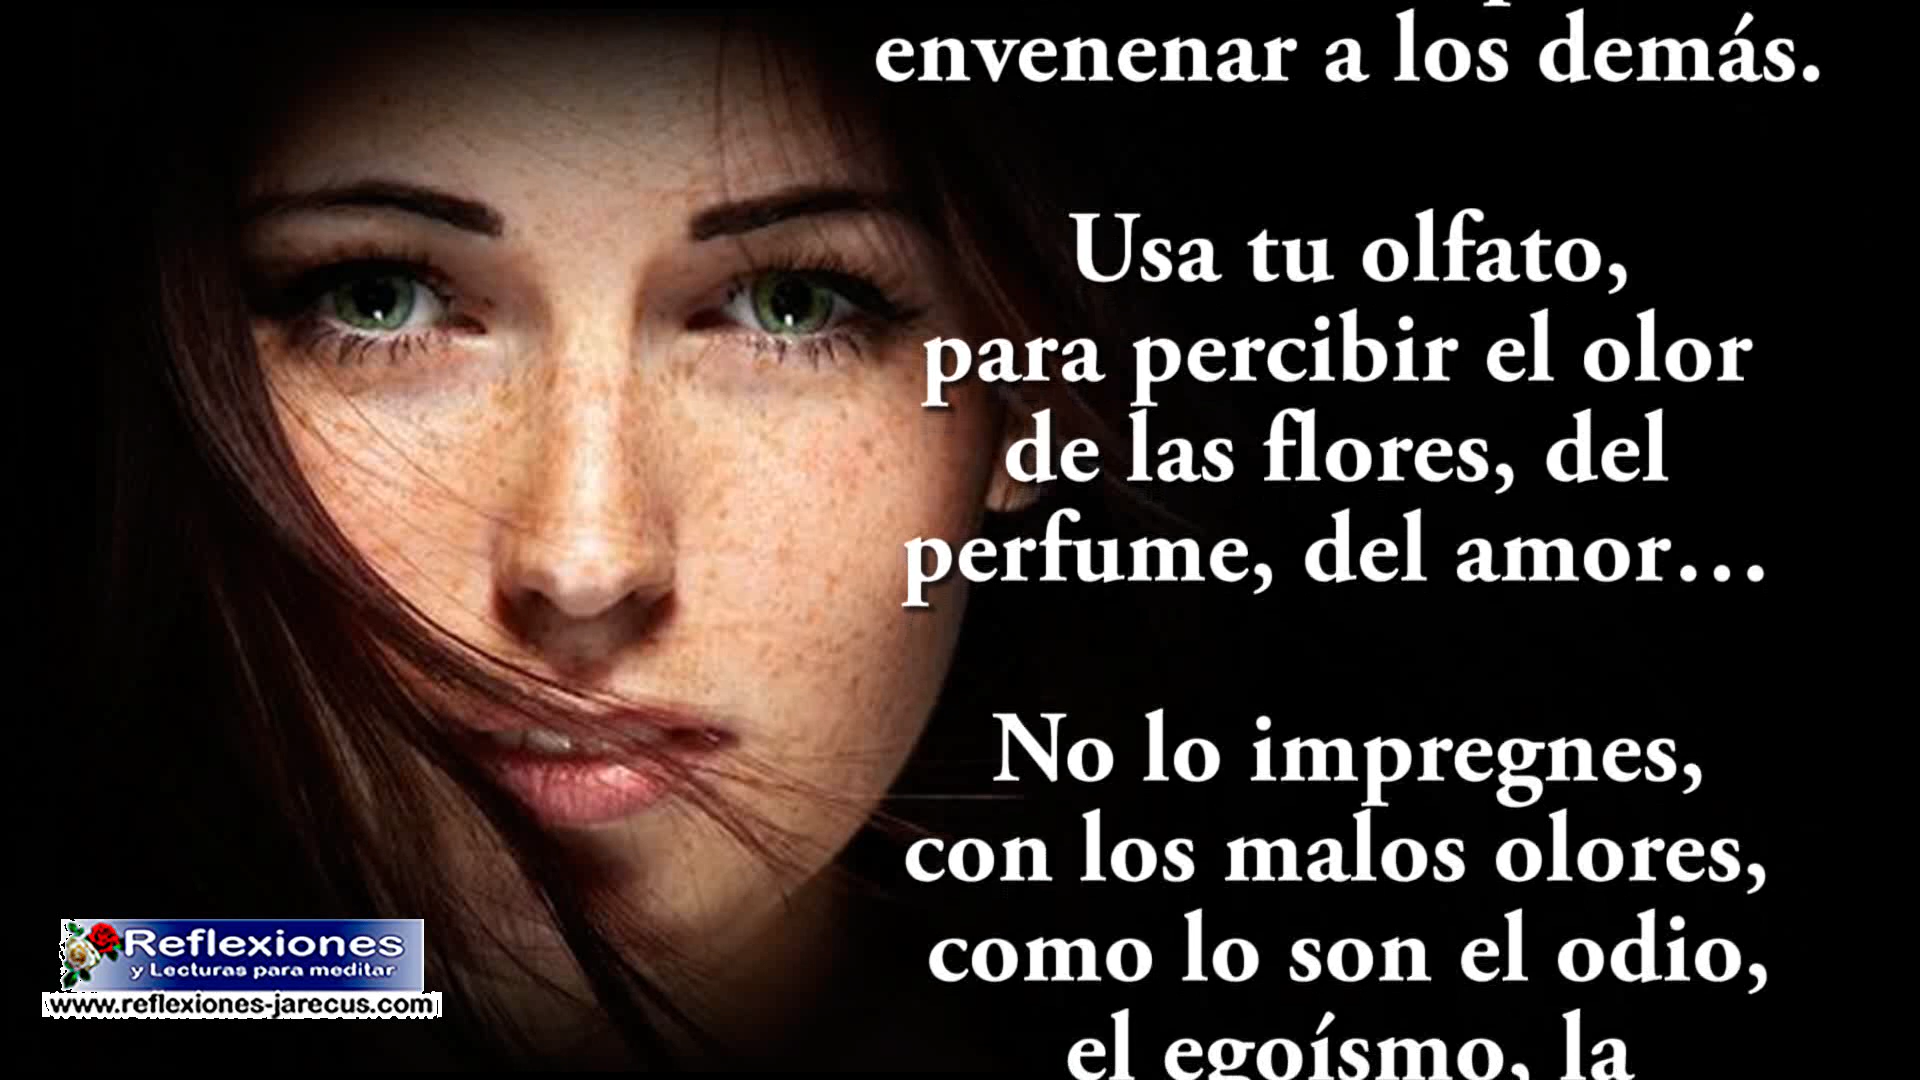 envenenar a los demás.
Usa tu olfato,
para percibir el olor
de las flores, del
perfume, del amor...
No lo impregnes,
con los malos olores,
como lo son el odio,
el egoísmo, la
Reflexiones
y Lecturas para meditar
www.reflexiones-jarecus.com